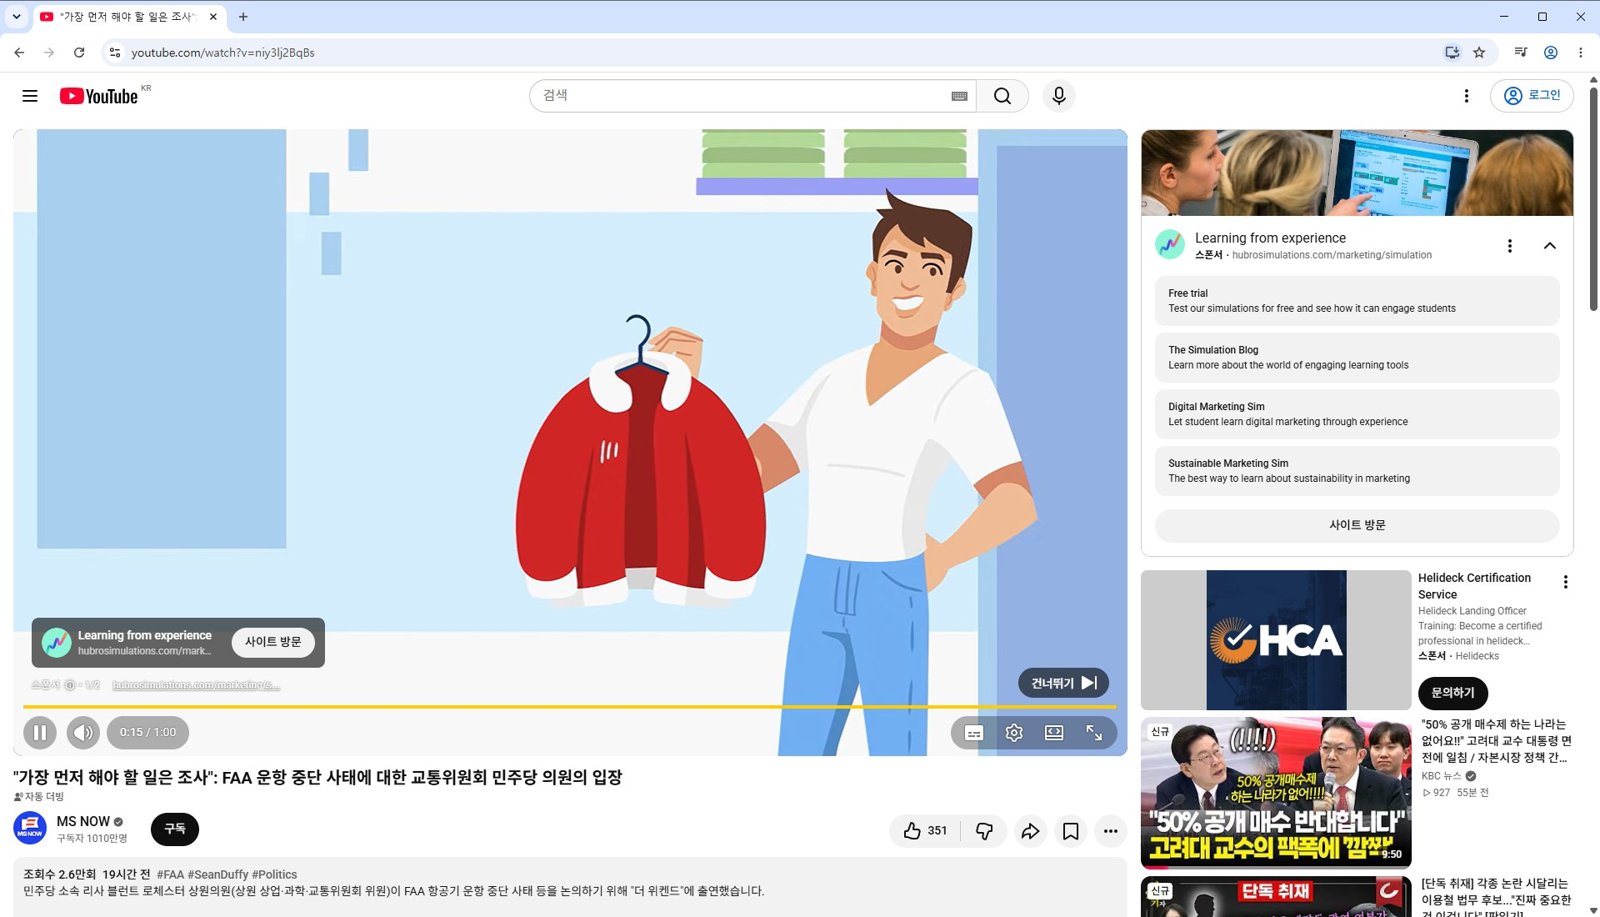 "가장 먼저 해야 할 일은 조사":
youtube.com/watch?v=niy3lj2BqBs
YouTube KR
검색
로그인
Learning from experience
hubrosimulations.com/mark...
사이트 방문
스폰서 · 1/2 hubrosimulations.com/marketing/s...
건너뛰기
0:15 / 1:00
"가장 먼저 해야 할 일은 조사": FAA 운항 중단 사태에 대한 교통위원회 민주당 의원의 입장
자동 더빙
MS NOW
MS NOW
구독자 1010만명
구독
351
조회수 2.6만회 19시간 전 #FAA #SeanDuffy #Politics
민주당 소속 리사 블런트 로체스터 상원의원(상원 상업·과학·교통위원회 위원)이 FAA 항공기 운항 중단 사태 등을 논의하기 위해 "더 위켄드"에 출연했습니다.
Learning from experience
스폰서 · hubrosimulations.com/marketing/simulation
Free trial
Test our simulations for free and see how it can engage students
The Simulation Blog
Learn more about the world of engaging learning tools
Digital Marketing Sim
Let student learn digital marketing through experience
Sustainable Marketing Sim
The best way to learn about sustainability in marketing
사이트 방문
HCA
Helideck Certification
Service
Helideck Landing Officer
Training: Become a certified
professional in helideck...
스폰서 · Helidecks
문의하기
신규
(!!!!)
50% 공개매수제
하는 나라가 없어!!!!
"50% 공개 매수 반대합니다"
고려대 교수의 팩폭에 '깜짝'
9:50
"50% 공개 매수제 하는 나라는
없어요!!" 고려대 교수 대통령 면
전에 일침 / 자본시장 정책 간...
KBC 뉴스
927 55분 전
신규
단독 취재
[단독 취재] 각종 논란 시달리는
이용철 법무 후보..."진짜 중요한